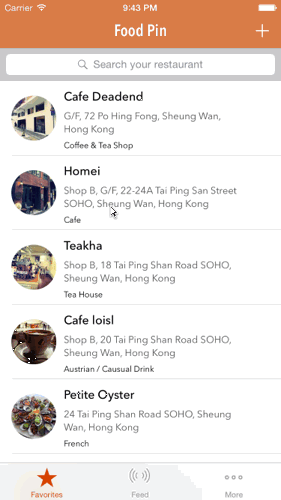 Carrier 9:43 PM
Food Pin
Search your restaurant
Cafe Deadend
G/F, 72 Po Hing Fong, Sheung Wan,
Hong Kong
Coffee & Tea Shop
Homei
Shop B, G/F, 22-24A Tai Ping San Street
SOHO, Sheung Wan, Hong Kong
Cafe
Teakha
Shop B, 18 Tai Ping Shan Road SOHO,
Sheung Wan, Hong Kong
Tea House
Cafe loisl
Shop B, 20 Tai Ping Shan Road SOHO,
Sheung Wan, Hong Kong
Austrian / Causual Drink
Petite Oyster
24 Tai Ping Shan Road SOHO, Sheung
Wan, Hong Kong
French
Favorites Feed More